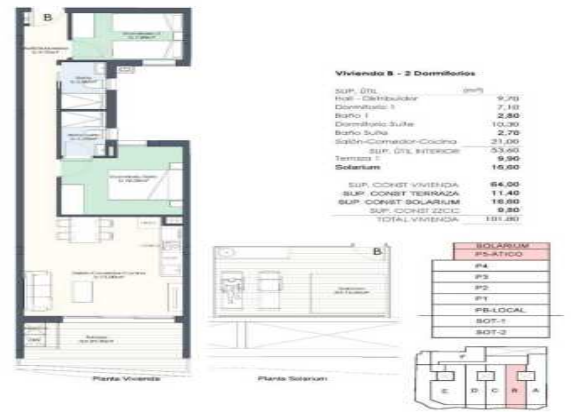 B
Vivienda B - 2 Dormitorios
SUP. ÚTIL (m²)
Hall - Distribuidor 9,70
Dormitorio 1 7,10
Baño 1 2,80
Dormitorio Suite 10,30
Baño Suite 2,70
Salón-Comedor-Cocina 21,00
SUP. ÚTIL INTERIOR 53,60
Terraza 1 9,90
Solarium 16,60
SUP. CONST VIVIENDA 64,00
SUP. CONST TERRAZA 11,40
SUP. CONST SOLARIUM 16,60
SUP. CONST ZZCC 9,80
TOTAL VIVIENDA 101,80
B
SOLARIUM
P5-ATICO
P4
P3
P2
P1
PB-LOCAL
SOT-1
SOT-2
F
E D C B A
Planta Vivienda
Planta Solarium